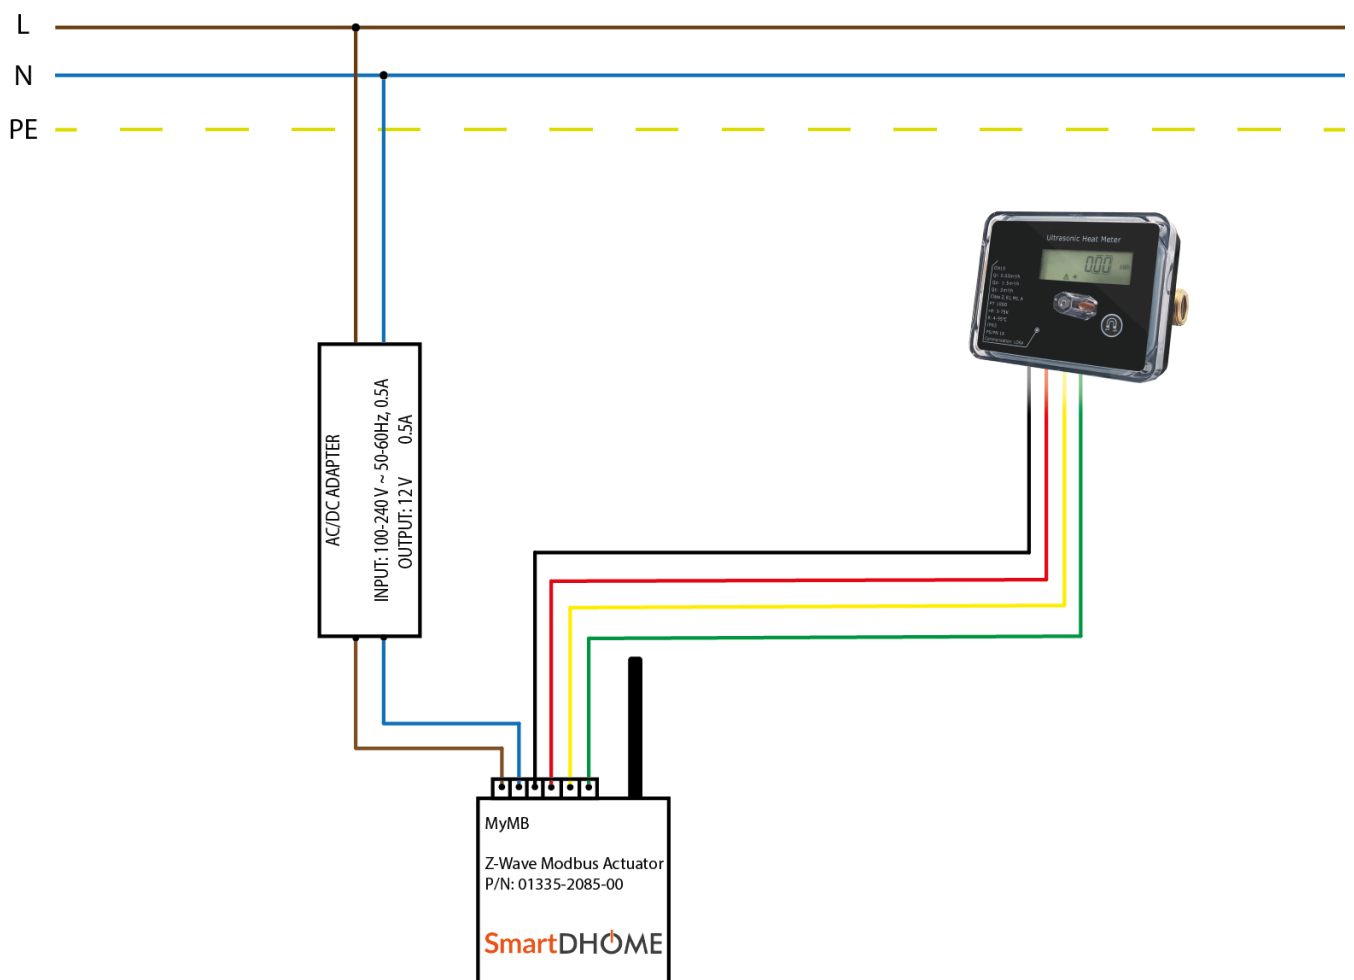 L
N
PE
Ultrasonic Heat Meter
000
AC/DC ADAPTER
INPUT: 100-240 V ~ 50-60Hz, 0.5A
OUTPUT: 12 V 0.5A
MyMB
Z-Wave Modbus Actuator
P/N: 01335-2085-00
SmartDHOME